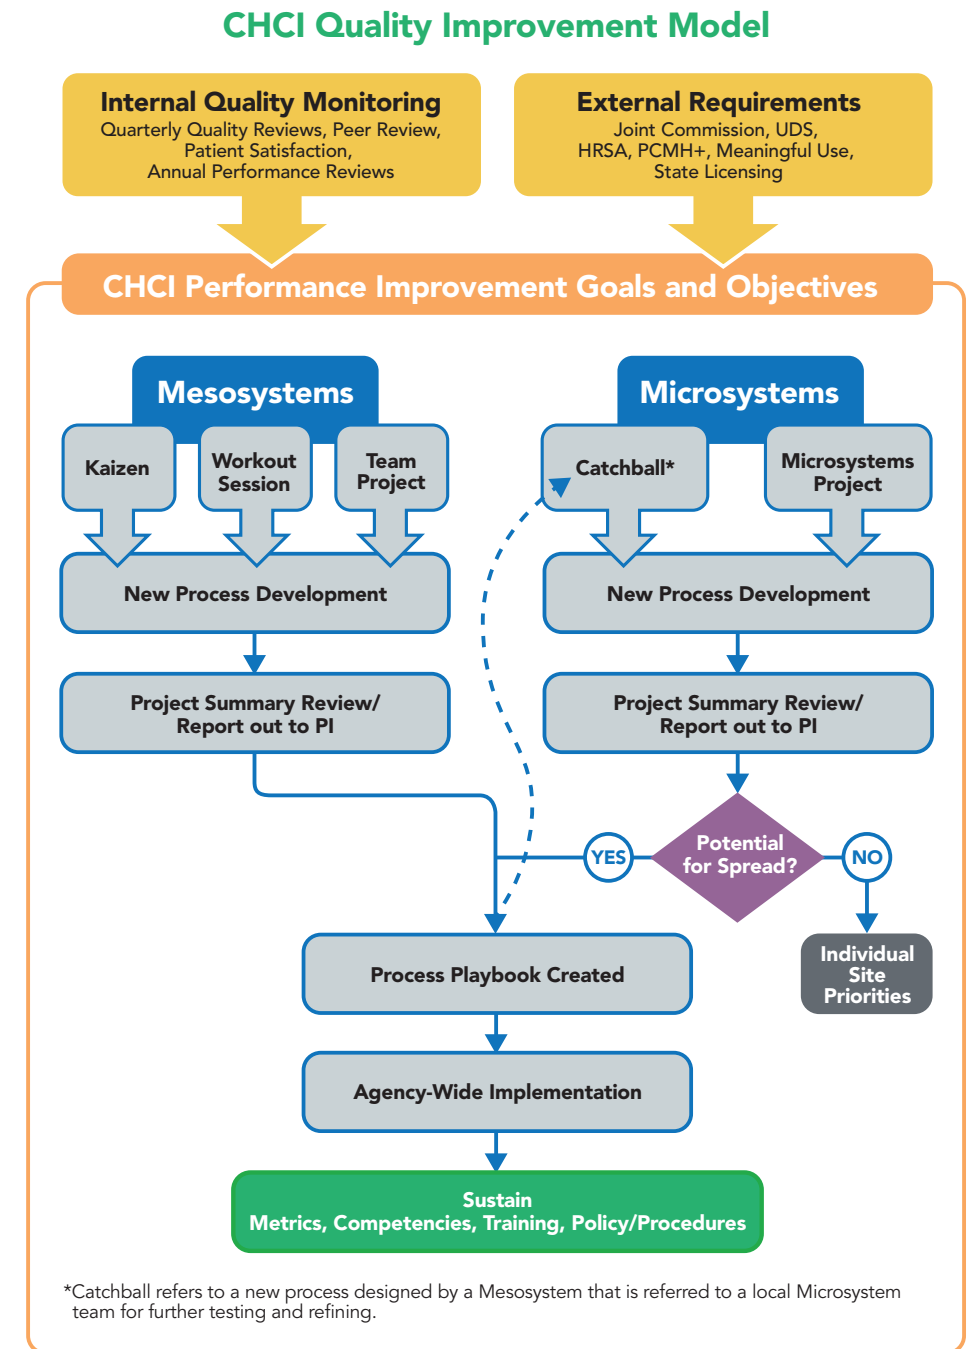 CHCI Quality Improvement Model
Internal Quality Monitoring
Quarterly Quality Reviews, Peer Review,
Patient Satisfaction,
Annual Performance Reviews
External Requirements
Joint Commission, UDS,
HRSA, PCMH+, Meaningful Use,
State Licensing
CHCI Performance Improvement Goals and Objectives
Mesosystems
Kaizen
Workout
Session
Team
Project
New Process Development
Project Summary Review/
Report out to PI
Microsystems
Catchball*
Microsystems
Project
New Process Development
Project Summary Review/
Report out to PI
Potential
for Spread?
YES
NO
Individual
Site
Priorities
Process Playbook Created
Agency-Wide Implementation
Sustain
Metrics, Competencies, Training, Policy/Procedures
*Catchball refers to a new process designed by a Mesosystem that is referred to a local Microsystem
team for further testing and refining.